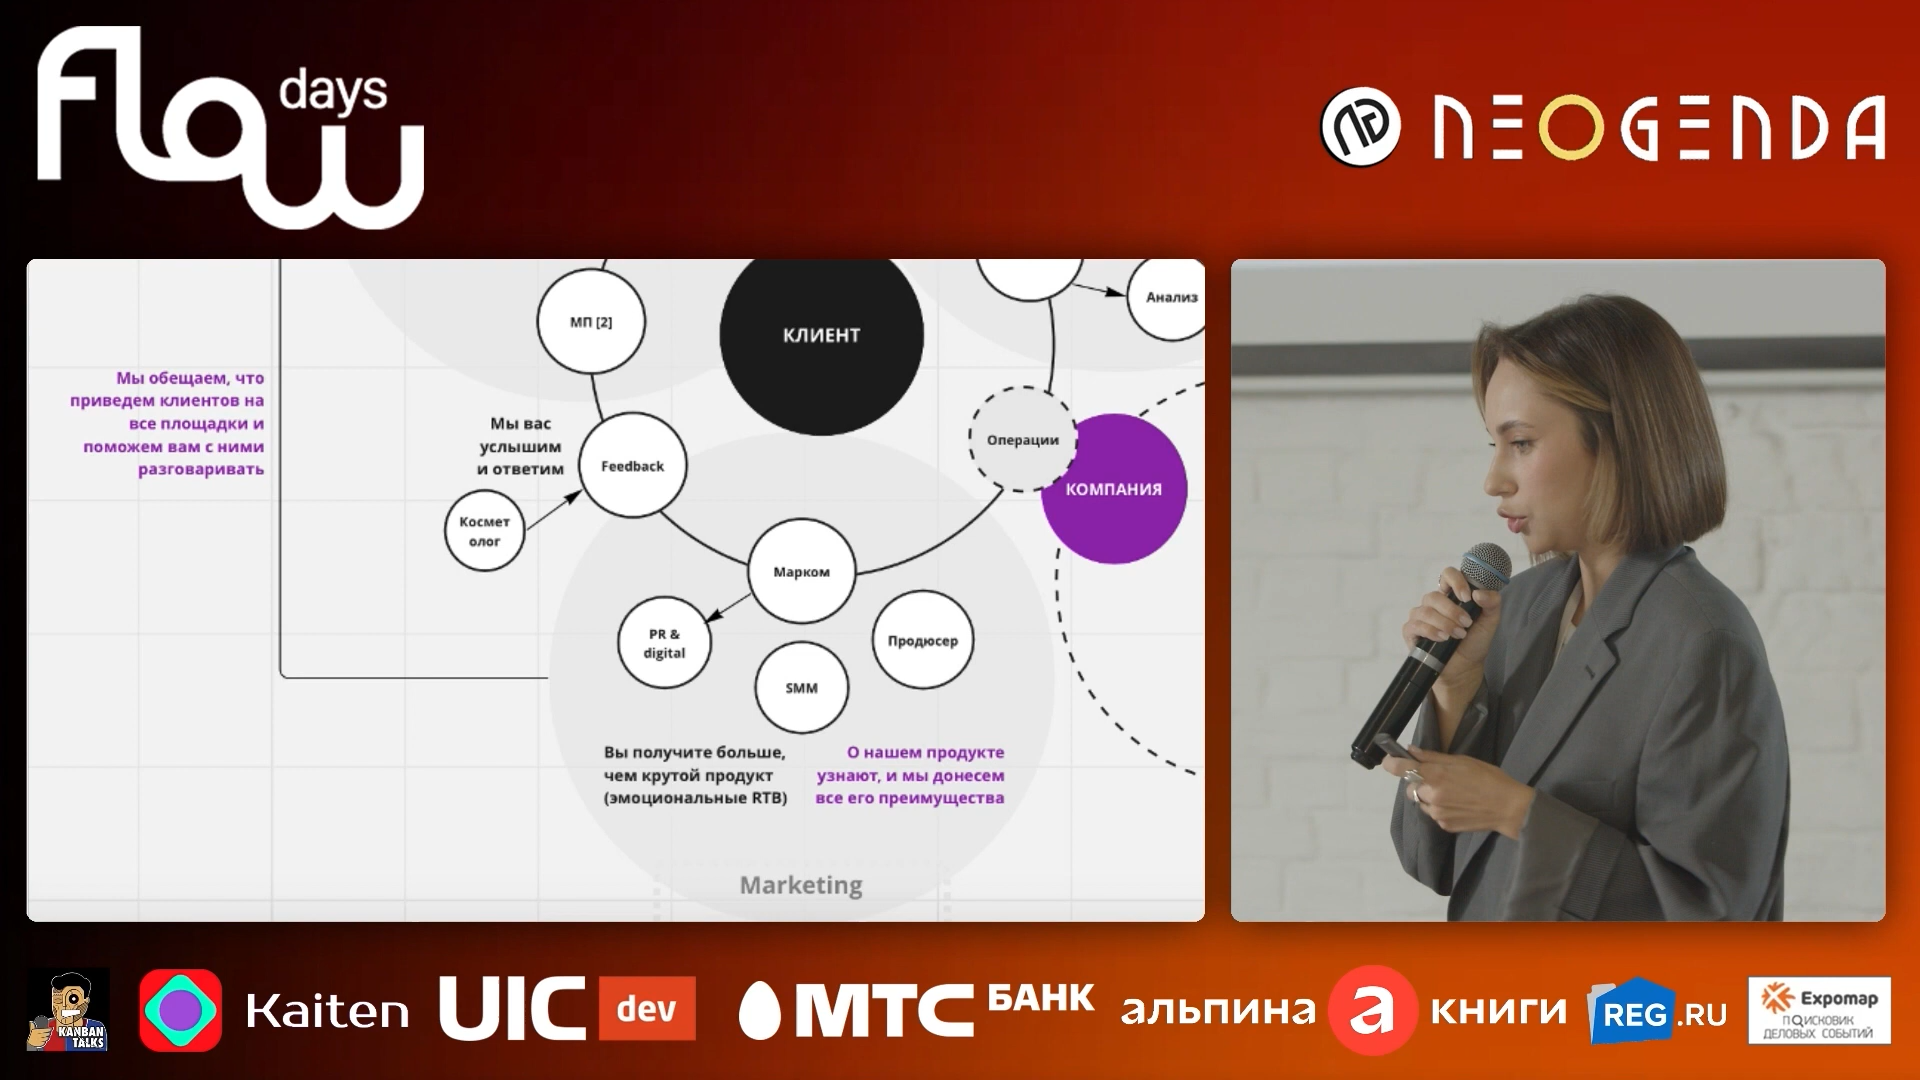 flow
days
NEOGENDA
МП [2]
КЛИЕНТ
Анализ
Мы обещаем, что
приведем клиентов на
все площадки и
поможем вам с ними
разговаривать
Мы вас
услышим
и ответим
Feedback
Операции
КОМПАНИЯ
Космет
олог
Марком
PR &
digital
SMM
Продюсер
Вы получите больше,
чем крутой продукт
(эмоциональные RTB)
О нашем продукте
узнают, и мы донесем
все его преимущества
Marketing
KANBAN
TALKS
Kaiten
UIC dev
МТС БАНК
альпина а книги
REG.RU
Expomap
ПОИСКОВИК
ДЕЛОВЫХ СОБЫТИЙ